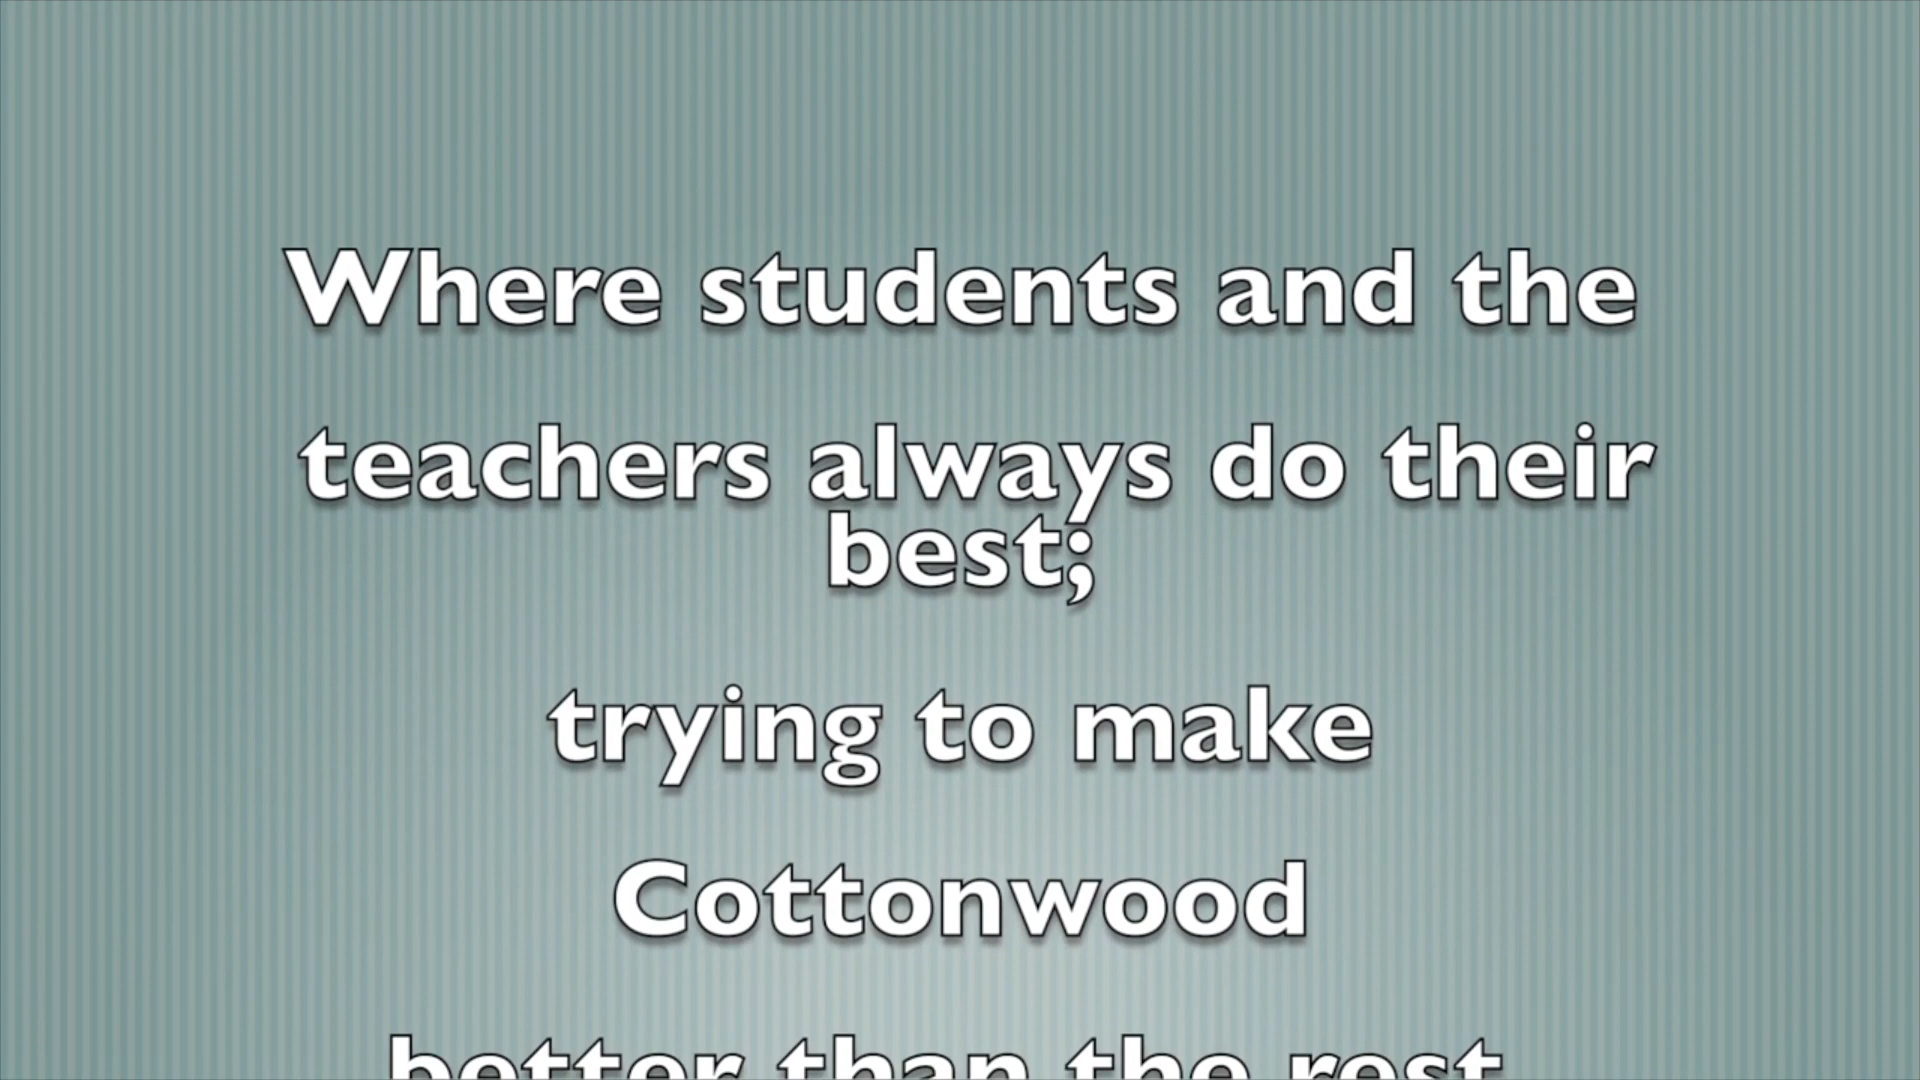 Where students and the
teachers always do their
best;
trying to make
Cottonwood
better than the rest